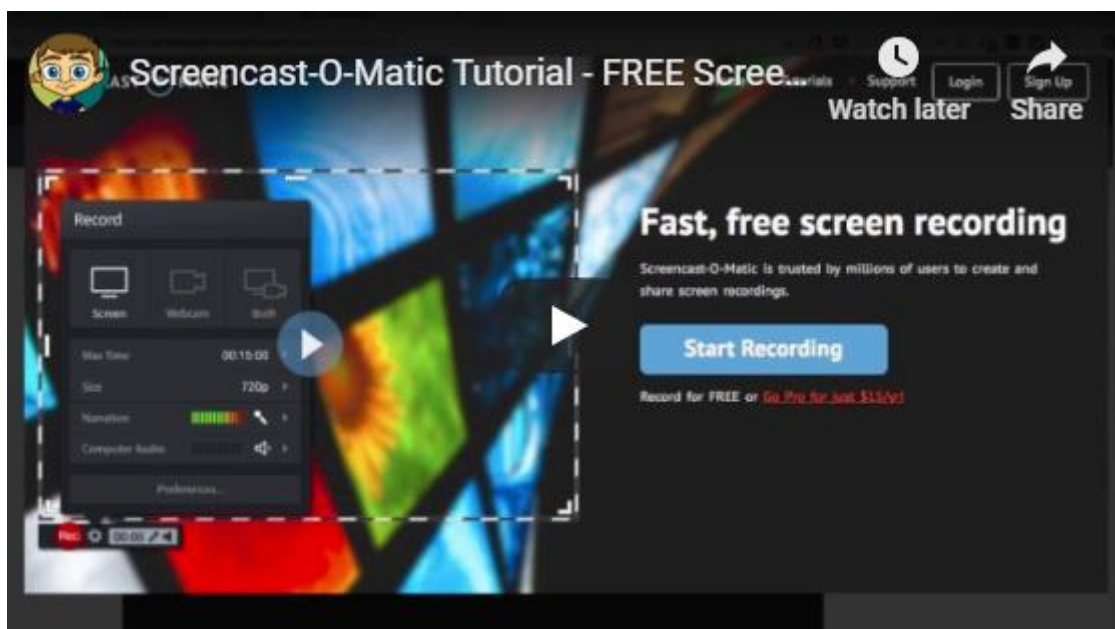 Screencast-O-Matic Tutorial - FREE Scree...
Tutorials
Support
Login
Sign Up
Watch later
Share
Record
Screen
Webcam
Both
Max Time 00:15:00
Size 720p
Narration
Computer Audio
Preferences...
Rec
00:00
Fast, free screen recording
Screencast-O-Matic is trusted by millions of users to create and
share screen recordings.
Start Recording
Record for FREE or Go Pro for just $15/yr!